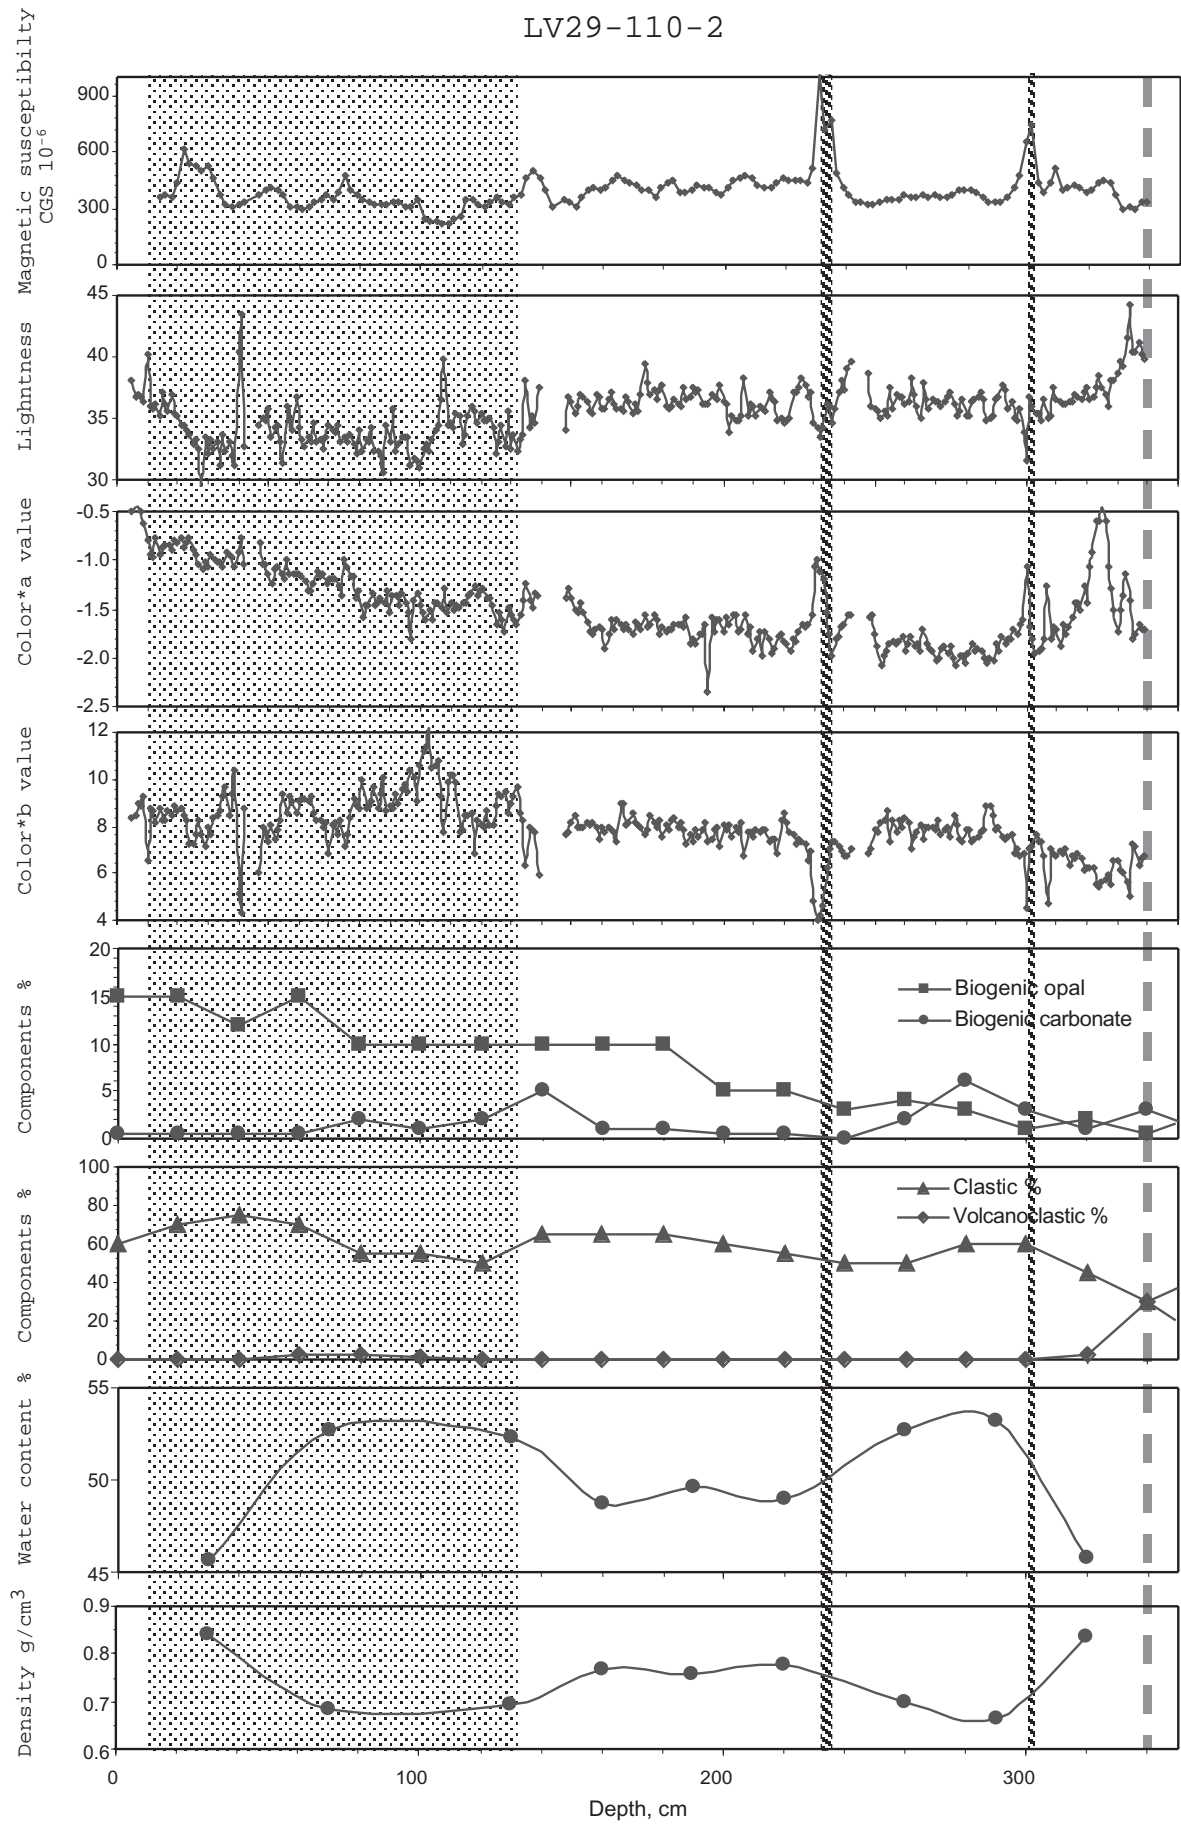 LV29-110-2
Magnetic susceptibilty
CGS 10⁻⁶
900
600
300
0
Lighntness
45
40
35
30
Color*a value
-0.5
-1.0
-1.5
-2.0
-2.5
Color*b value
12
10
8
6
4
Components %
20
15
10
5
0
Biogenic opal
Biogenic carbonate
Components %
100
80
60
40
20
0
Clastic %
Volcanoclastic %
Water content %
55
50
45
Density g/cm³
0.9
0.8
0.7
0.6
0
100
200
300
Depth, cm